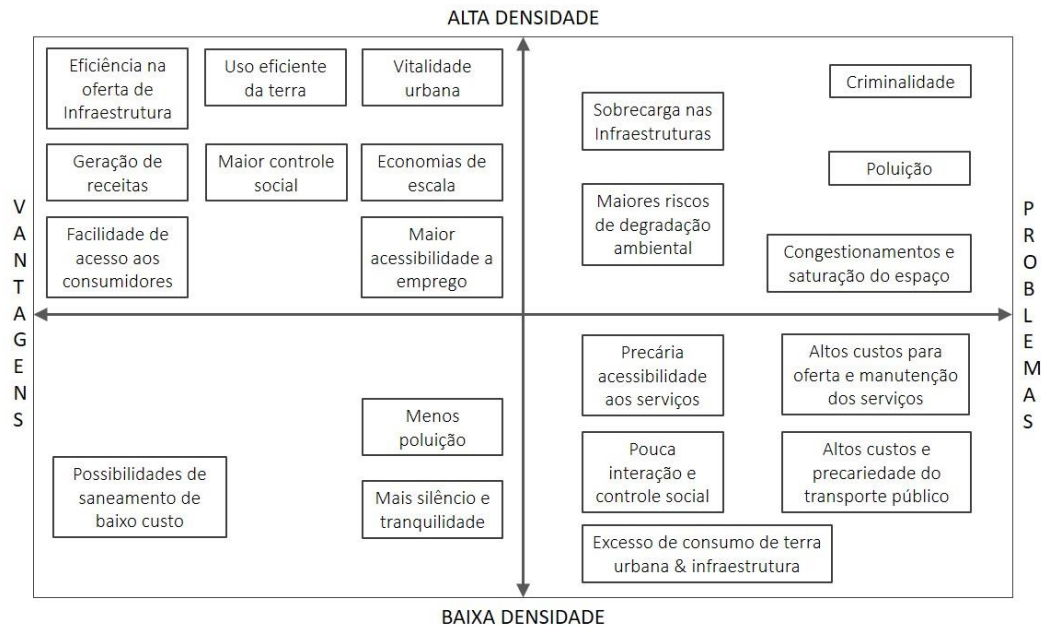 ALTA DENSIDADE
Eficiência na
oferta de
Infraestrutura
Uso eficiente
da terra
Vitalidade
urbana
Geração de
receitas
Maior controle
social
Economias de
escala
Facilidade de
acesso aos
consumidores
Maior
acessibilidade a
emprego
Sobrecarga nas
Infraestruturas
Criminalidade
Poluição
Maiores riscos
de degradação
ambiental
Congestionamentos e
saturação do espaço
VANTAGENS
PROBLEMAS
Possibilidades de
saneamento de
baixo custo
Menos
poluição
Mais silêncio e
tranquilidade
Precária
acessibilidade
aos serviços
Altos custos para
oferta e manutenção
dos serviços
Pouca
interação e
controle social
Altos custos e
precariedade do
transporte público
Excesso de consumo de terra
urbana & infraestrutura
BAIXA DENSIDADE